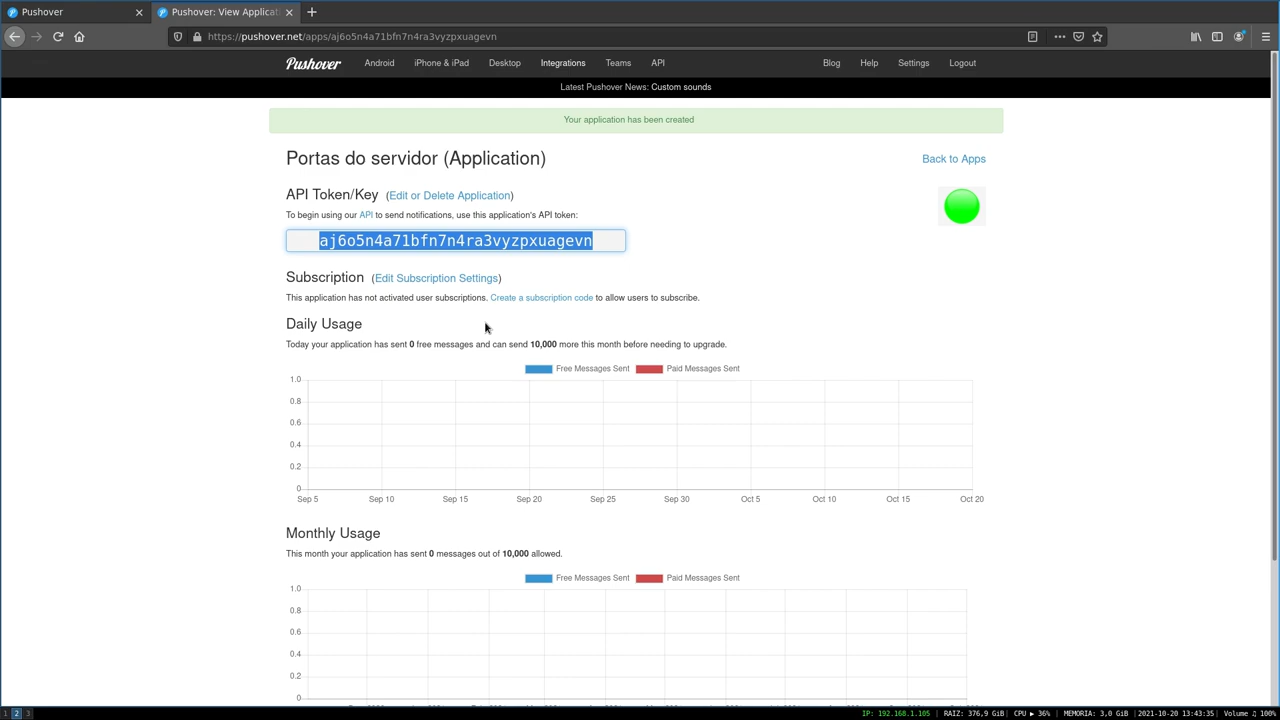 Pushover
Pushover: View Applicat
https://pushover.net/apps/aj6o5n4a71bfn7n4ra3vyzpxuagevn
Pushover Android iPhone & iPad Desktop Integrations Teams API Blog Help Settings Logout
Latest Pushover News: Custom sounds
Your application has been created
Portas do servidor (Application)
Back to Apps
API Token/Key (Edit or Delete Application)
To begin using our API to send notifications, use this application's API token:
aj6o5n4a71bfn7n4ra3vyzpxuagevn
Subscription (Edit Subscription Settings)
This application has not activated user subscriptions. Create a subscription code to allow users to subscribe.
Daily Usage
Today your application has sent 0 free messages and can send 10,000 more this month before needing to upgrade.
Free Messages Sent Paid Messages Sent
1.0
0.8
0.6
0.4
0.2
0
Sep 5 Sep 10 Sep 15 Sep 20 Sep 25 Sep 30 Oct 5 Oct 10 Oct 15 Oct 20
Monthly Usage
This month your application has sent 0 messages out of 10,000 allowed.
Free Messages Sent Paid Messages Sent
1.0
0.8
0.6
0.4
0.2
0
1 2 3 IP: 192.168.1.105 | RAIZ: 376,9 GiB | CPU ▶ 36% | MEMORIA: 3,0 GiB | 2021-10-20 13:43:35 | Volume ♫ 100%